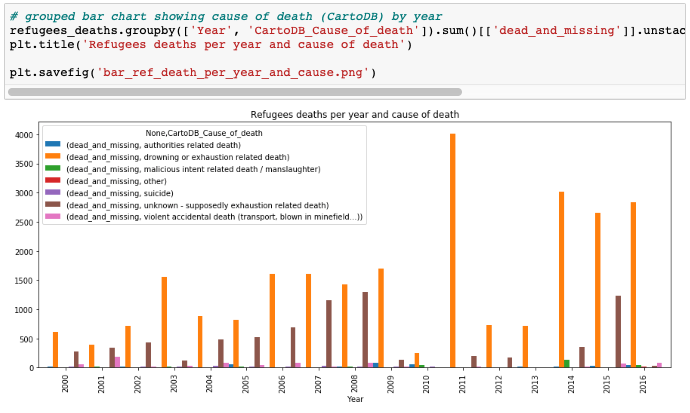 # grouped bar chart showing cause of death (CartoDB) by year
refugees_deaths.groupby(['Year', 'CartoDB_Cause_of_death']).sum()[['dead_and_missing']].unstac
plt.title('Refugees deaths per year and cause of death')
plt.savefig('bar_ref_death_per_year_and_cause.png')
Refugees deaths per year and cause of death
None,CartoDB_Cause_of_death
(dead_and_missing, authorities related death)
(dead_and_missing, drowning or exhaustion related death)
(dead_and_missing, malicious intent related death / manslaughter)
(dead_and_missing, other)
(dead_and_missing, suicide)
(dead_and_missing, unknown - supposedly exhaustion related death)
(dead_and_missing, violent accidental death (transport, blown in minefield...))
4000
3500
3000
2500
2000
1500
1000
500
0
2000 2001 2002 2003 2004 2005 2006 2007 2008 2009 2010 2011 2012 2013 2014 2015 2016
Year